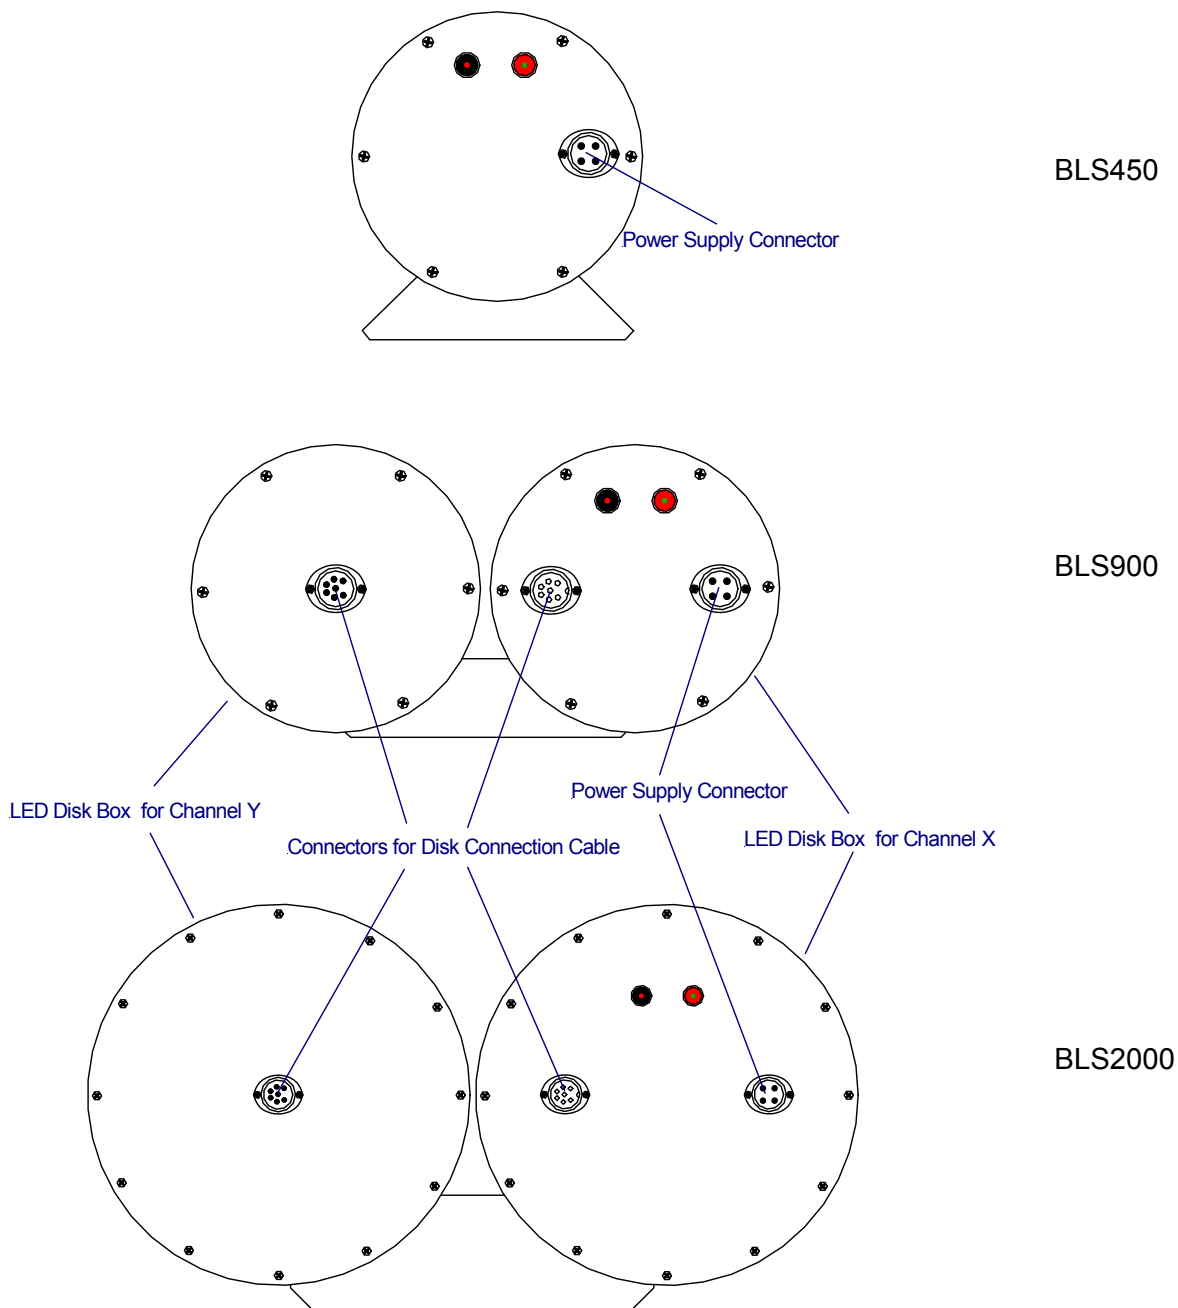 BLS450
Power Supply Connector
BLS900
Power Supply Connector
LED Disk Box for Channel Y
Connectors for Disk Connection Cable
LED Disk Box for Channel X
BLS2000